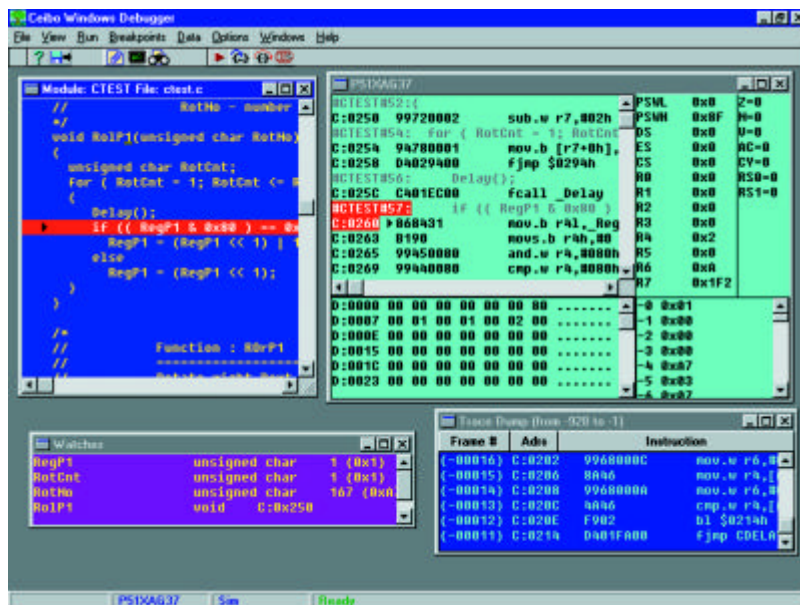 Ceibo Windows Debugger
File View Run Breakpoints Data Options Windows Help
Module: CTEST File: ctest.c
// RotNo - number
*/
void RolP1(unsigned char RotNo)
{
unsigned char RotCnt;
for ( RotCnt = 1; RotCnt <=
{
Delay();
if (( RegP1 & 0x80 ) ==
RegP1 = (RegP1 << 1) | 1
else
RegP1 = (RegP1 << 1);
}
}
/*
// Function : ROrP1
// --------------------
P51XAG37
#CTEST#52:{
C:0250 99720002 sub.w r7,#02h
#CTEST#54: for ( RotCnt = 1; RotCnt
C:0254 94780001 mov.b [r7+0h],
C:0258 D4029400 fjmp $0294h
#CTEST#56: Delay();
C:025C C401EC00 fcall _Delay
#CTEST#57: if (( RegP1 & 0x80 )
C:0260 868431 mov.b r4l,_Reg
C:0263 B190 movs.b r4h,#0
C:0265 99450080 and.w r4,#0080h
C:0269 99440080 cmp.w r4,#0080h
PSWL 0x0
PSWH 0x8F
DS 0x0
ES 0x0
CS 0x0
R0 0x0
R1 0x0
R2 0x0
R3 0x0
R4 0x2
R5 0x0
R6 0xA
R7 0x1F2
Z=0
N=0
V=0
AC=0
CY=0
RS0=0
RS1=0
D:0000 00 00 00 00 00 00 00 .......
D:0007 00 01 00 01 00 02 00 .......
D:000E 00 00 00 00 00 00 00 .......
D:0015 00 00 00 00 00 00 00 .......
D:001C 00 00 00 00 00 00 00 .......
D:0023 00 00 00 00 00 00 00 .......
-0 0x01
-1 0x00
-2 0x00
-3 0x00
-4 0xA7
-5 0x03
-6 0x07
Watches
RegP1 unsigned char 1 (0x1)
RotCnt unsigned char 1 (0x1)
RotNo unsigned char 167 (0xA
RolP1 void C:0x250
Trace Dump (from -920 to -1)
Frame # Adrs Instruction
(-00016) C:0202 9968000C mov.w r6,#
(-00015) C:0206 8A46 mov.w r4,[
(-00014) C:0208 9968000A mov.w r6,#
(-00013) C:020C 4A46 cmp.w r4,[
(-00012) C:020E F902 bl $0214h
(-00011) C:0214 D401FA00 fjmp CDELA
P51XAG37 Sim Ready